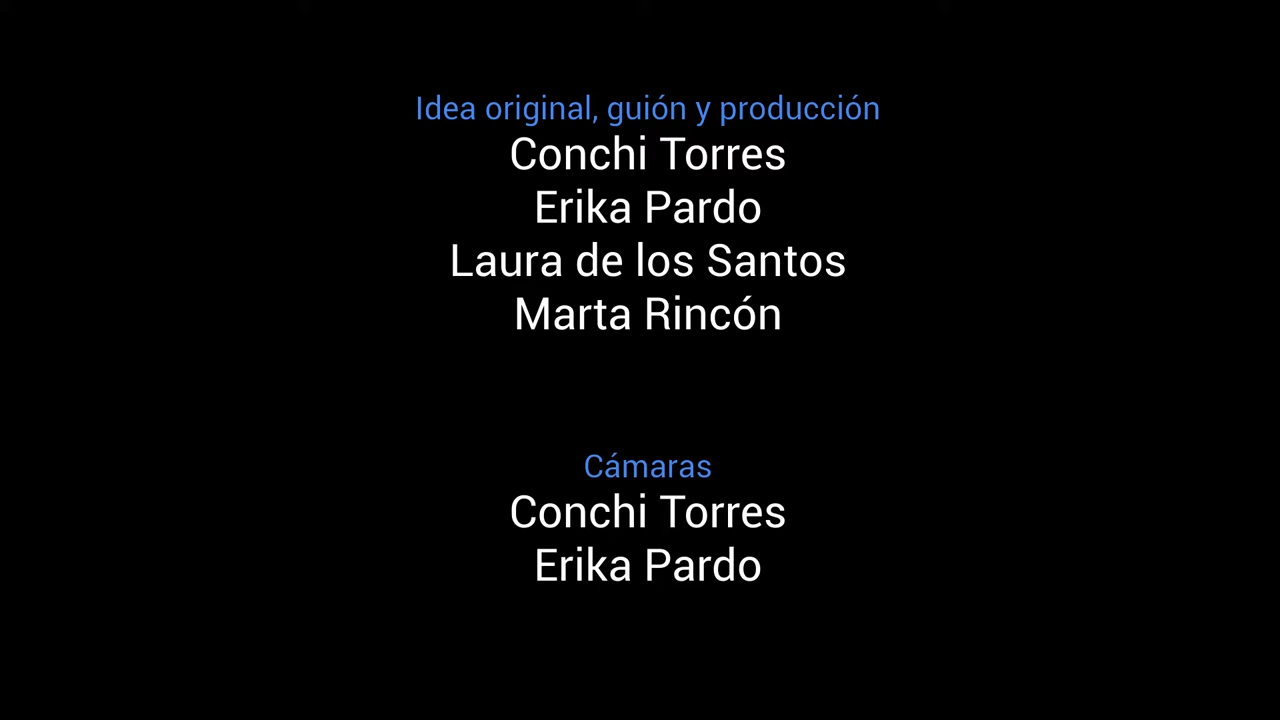 Idea original, guión y producción
Conchi Torres
Erika Pardo
Laura de los Santos
Marta Rincón
Cámaras
Conchi Torres
Erika Pardo